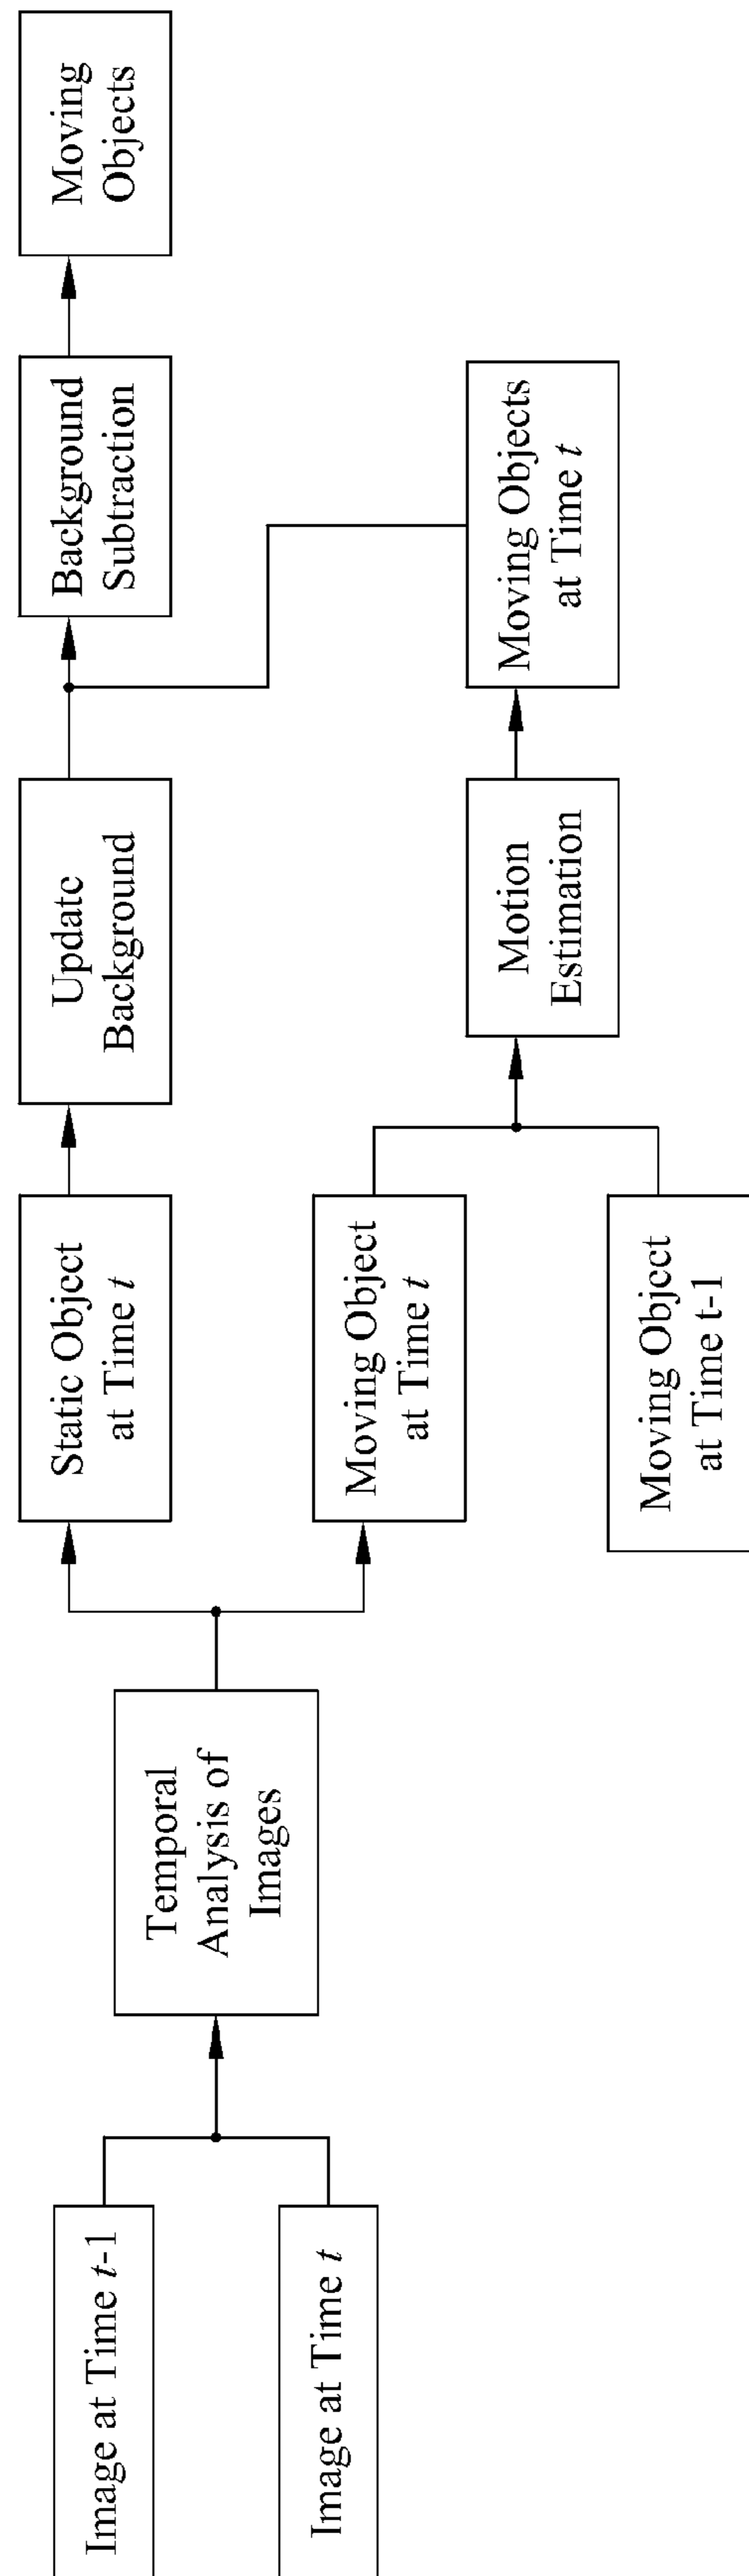 Image at Time t-1
Image at Time t
Temporal
Analysis of
Images
Static Object
at Time t
Moving Object
at Time t
Moving Object
at Time t-1
Update
Background
Motion
Estimation
Background
Subtraction
Moving Objects
at Time t
Moving
Objects